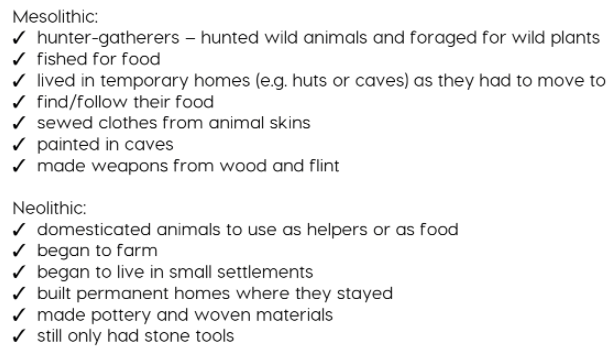 Mesolithic:
✓ hunter-gatherers – hunted wild animals and foraged for wild plants
✓ fished for food
✓ lived in temporary homes (e.g. huts or caves) as they had to move to
✓ find/follow their food
✓ sewed clothes from animal skins
✓ painted in caves
✓ made weapons from wood and flint
Neolithic:
✓ domesticated animals to use as helpers or as food
✓ began to farm
✓ began to live in small settlements
✓ built permanent homes where they stayed
✓ made pottery and woven materials
✓ still only had stone tools